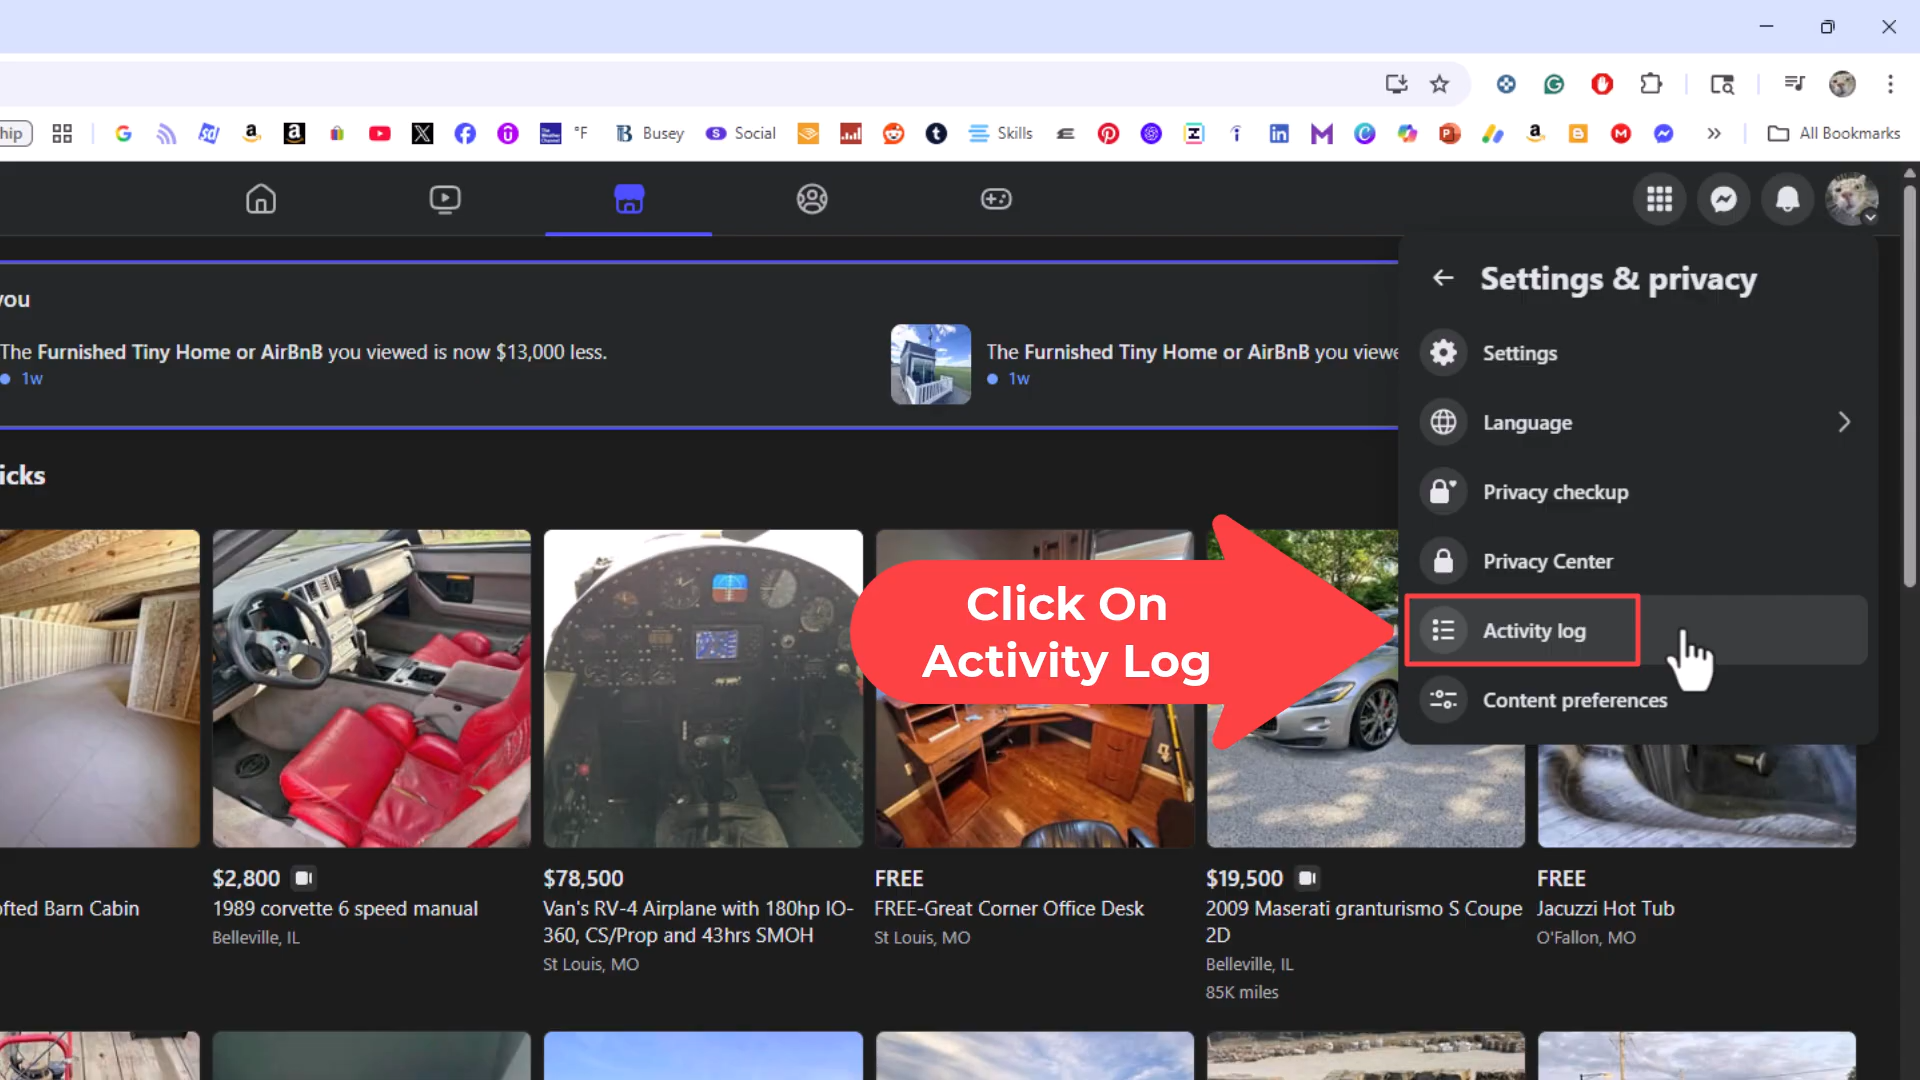 hip
°F
Busey
Social
Skills
All Bookmarks
you
The Furnished Tiny Home or AirBnB you viewed is now $13,000 less.
1w
The Furnished Tiny Home or AirBnB you viewe
1w
icks
Settings & privacy
Settings
Language
Privacy checkup
Privacy Center
Activity log
Content preferences
Click On
Activity Log
ofted Barn Cabin
$2,800
1989 corvette 6 speed manual
Belleville, IL
$78,500
Van's RV-4 Airplane with 180hp IO-
360, CS/Prop and 43hrs SMOH
St Louis, MO
FREE
FREE-Great Corner Office Desk
St Louis, MO
$19,500
2009 Maserati granturismo S Coupe
2D
Belleville, IL
85K miles
FREE
Jacuzzi Hot Tub
O'Fallon, MO